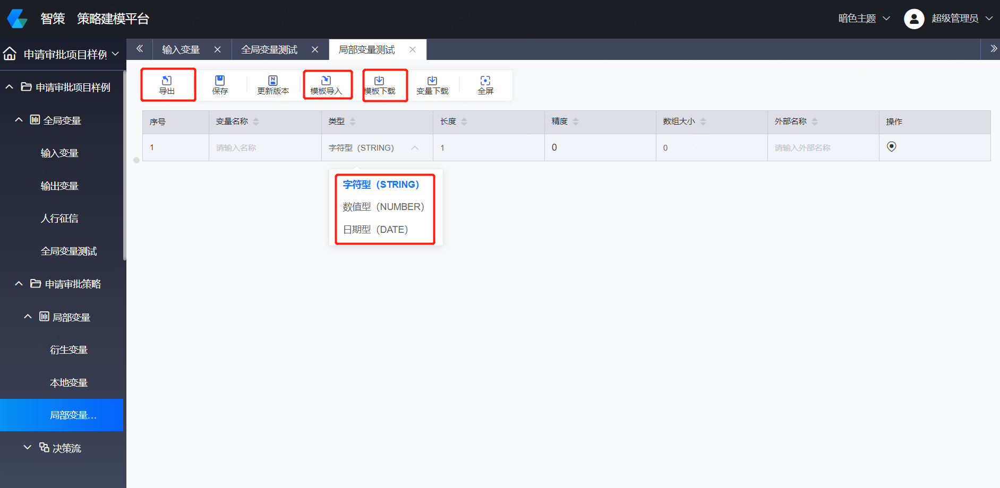 智策 策略建模平台
暗色主题
超级管理员
申请审批项目样例
输入变量
全局变量测试
局部变量测试
申请审批项目样例
全局变量
输入变量
输出变量
人行征信
全局变量测试
申请审批策略
局部变量
衍生变量
本地变量
局部变量...
决策流
导出 保存 更新版本 模板导入 模板下载 变量下载 全屏
序号 变量名称 类型 长度 精度 数组大小 外部名称 操作
1 请输入名称 字符型（STRING） 1 0 0 请输入外部名称
字符型（STRING）
数值型（NUMBER）
日期型（DATE）